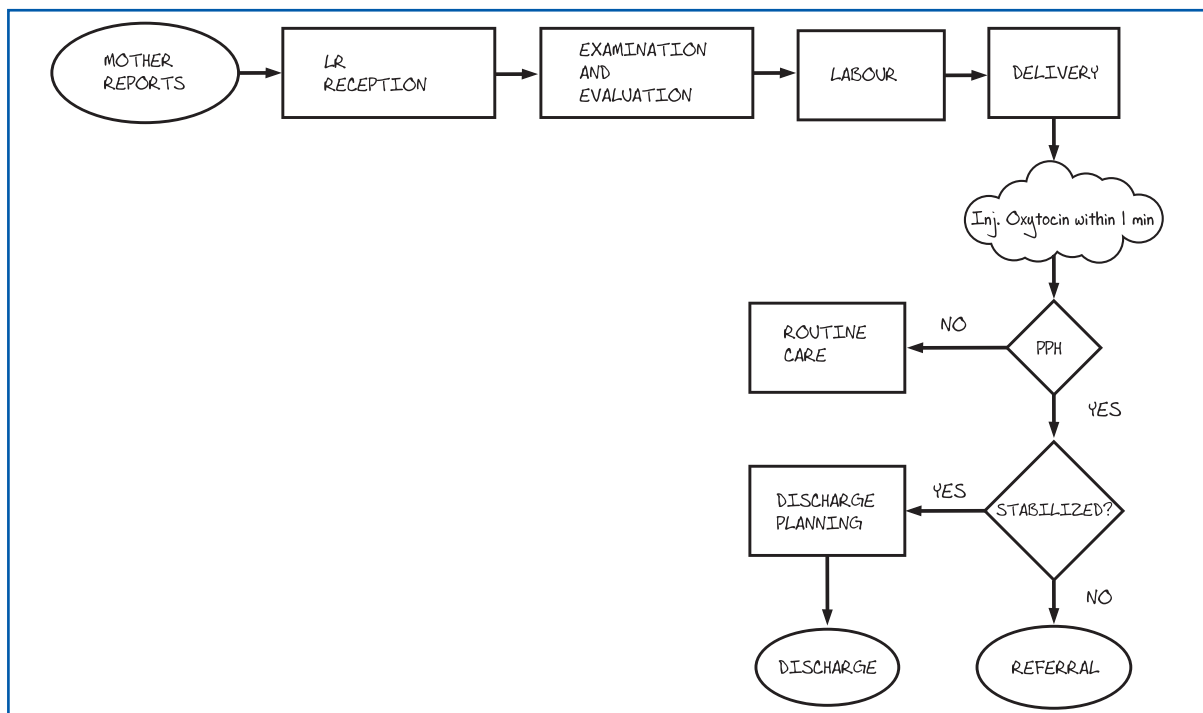 MOTHER
REPORTS
LR
RECEPTION
EXAMINATION
AND
EVALUATION
LABOUR
DELIVERY
Inj. Oxytocin within 1 min
ROUTINE
CARE
NO
PPH
YES
DISCHARGE
PLANNING
YES
STABILIZED?
NO
DISCHARGE
REFERRAL